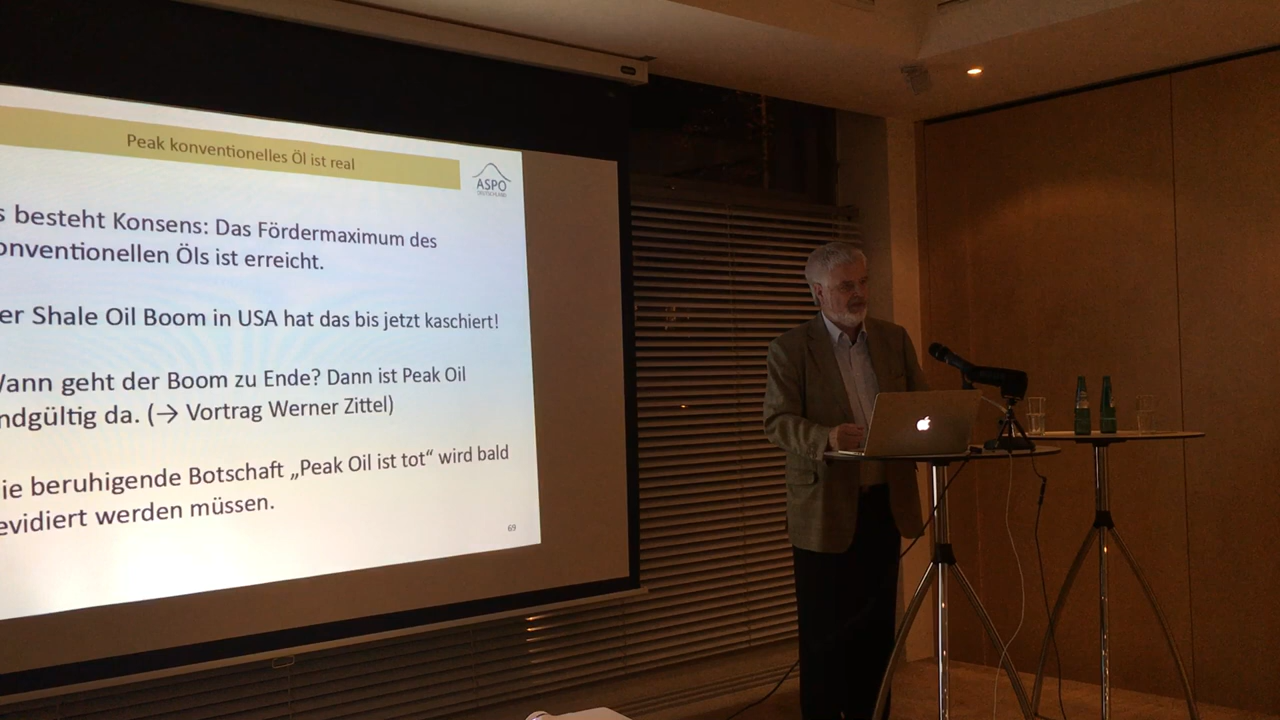 Peak konventionelles Öl ist real
ASPO
DEUTSCHLAND
s besteht Konsens: Das Fördermaximum des
onventionellen Öls ist erreicht.
er Shale Oil Boom in USA hat das bis jetzt kaschiert!
ann geht der Boom zu Ende? Dann ist Peak Oil
ndgültig da. (→ Vortrag Werner Zittel)
ie beruhigende Botschaft „Peak Oil ist tot“ wird bald
evidiert werden müssen.
69